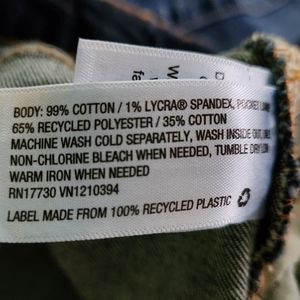 BODY: 99% COTTON / 1% LYCRA® SPANDEX, POCKET
65% RECYCLED POLYESTER / 35% COTTON
MACHINE WASH COLD SEPARATELY, WASH INSIDE OUT,
NON-CHLORINE BLEACH WHEN NEEDED, TUMBLE DRY LOW
WARM IRON WHEN NEEDED
RN17730 VN1210394
LABEL MADE FROM 100% RECYCLED PLASTIC